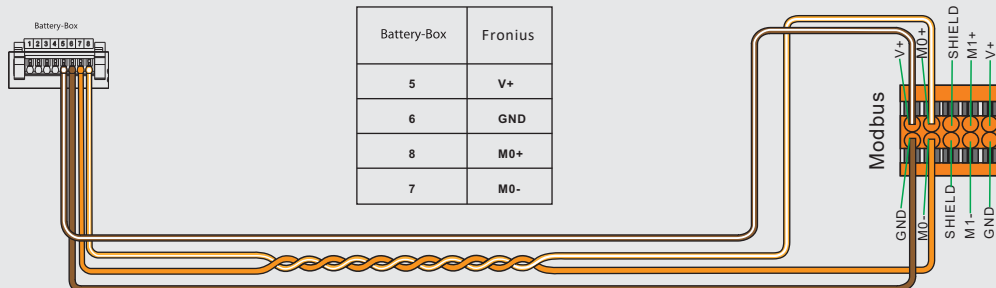 Battery-Box
1 2 3 4 5 6 7 8
Battery-Box Fronius
5 V+
6 GND
8 M0+
7 M0-
Modbus
V+
M0+
SHIELD
M1+
V+
GND
M0-
SHIELD
M1-
GND